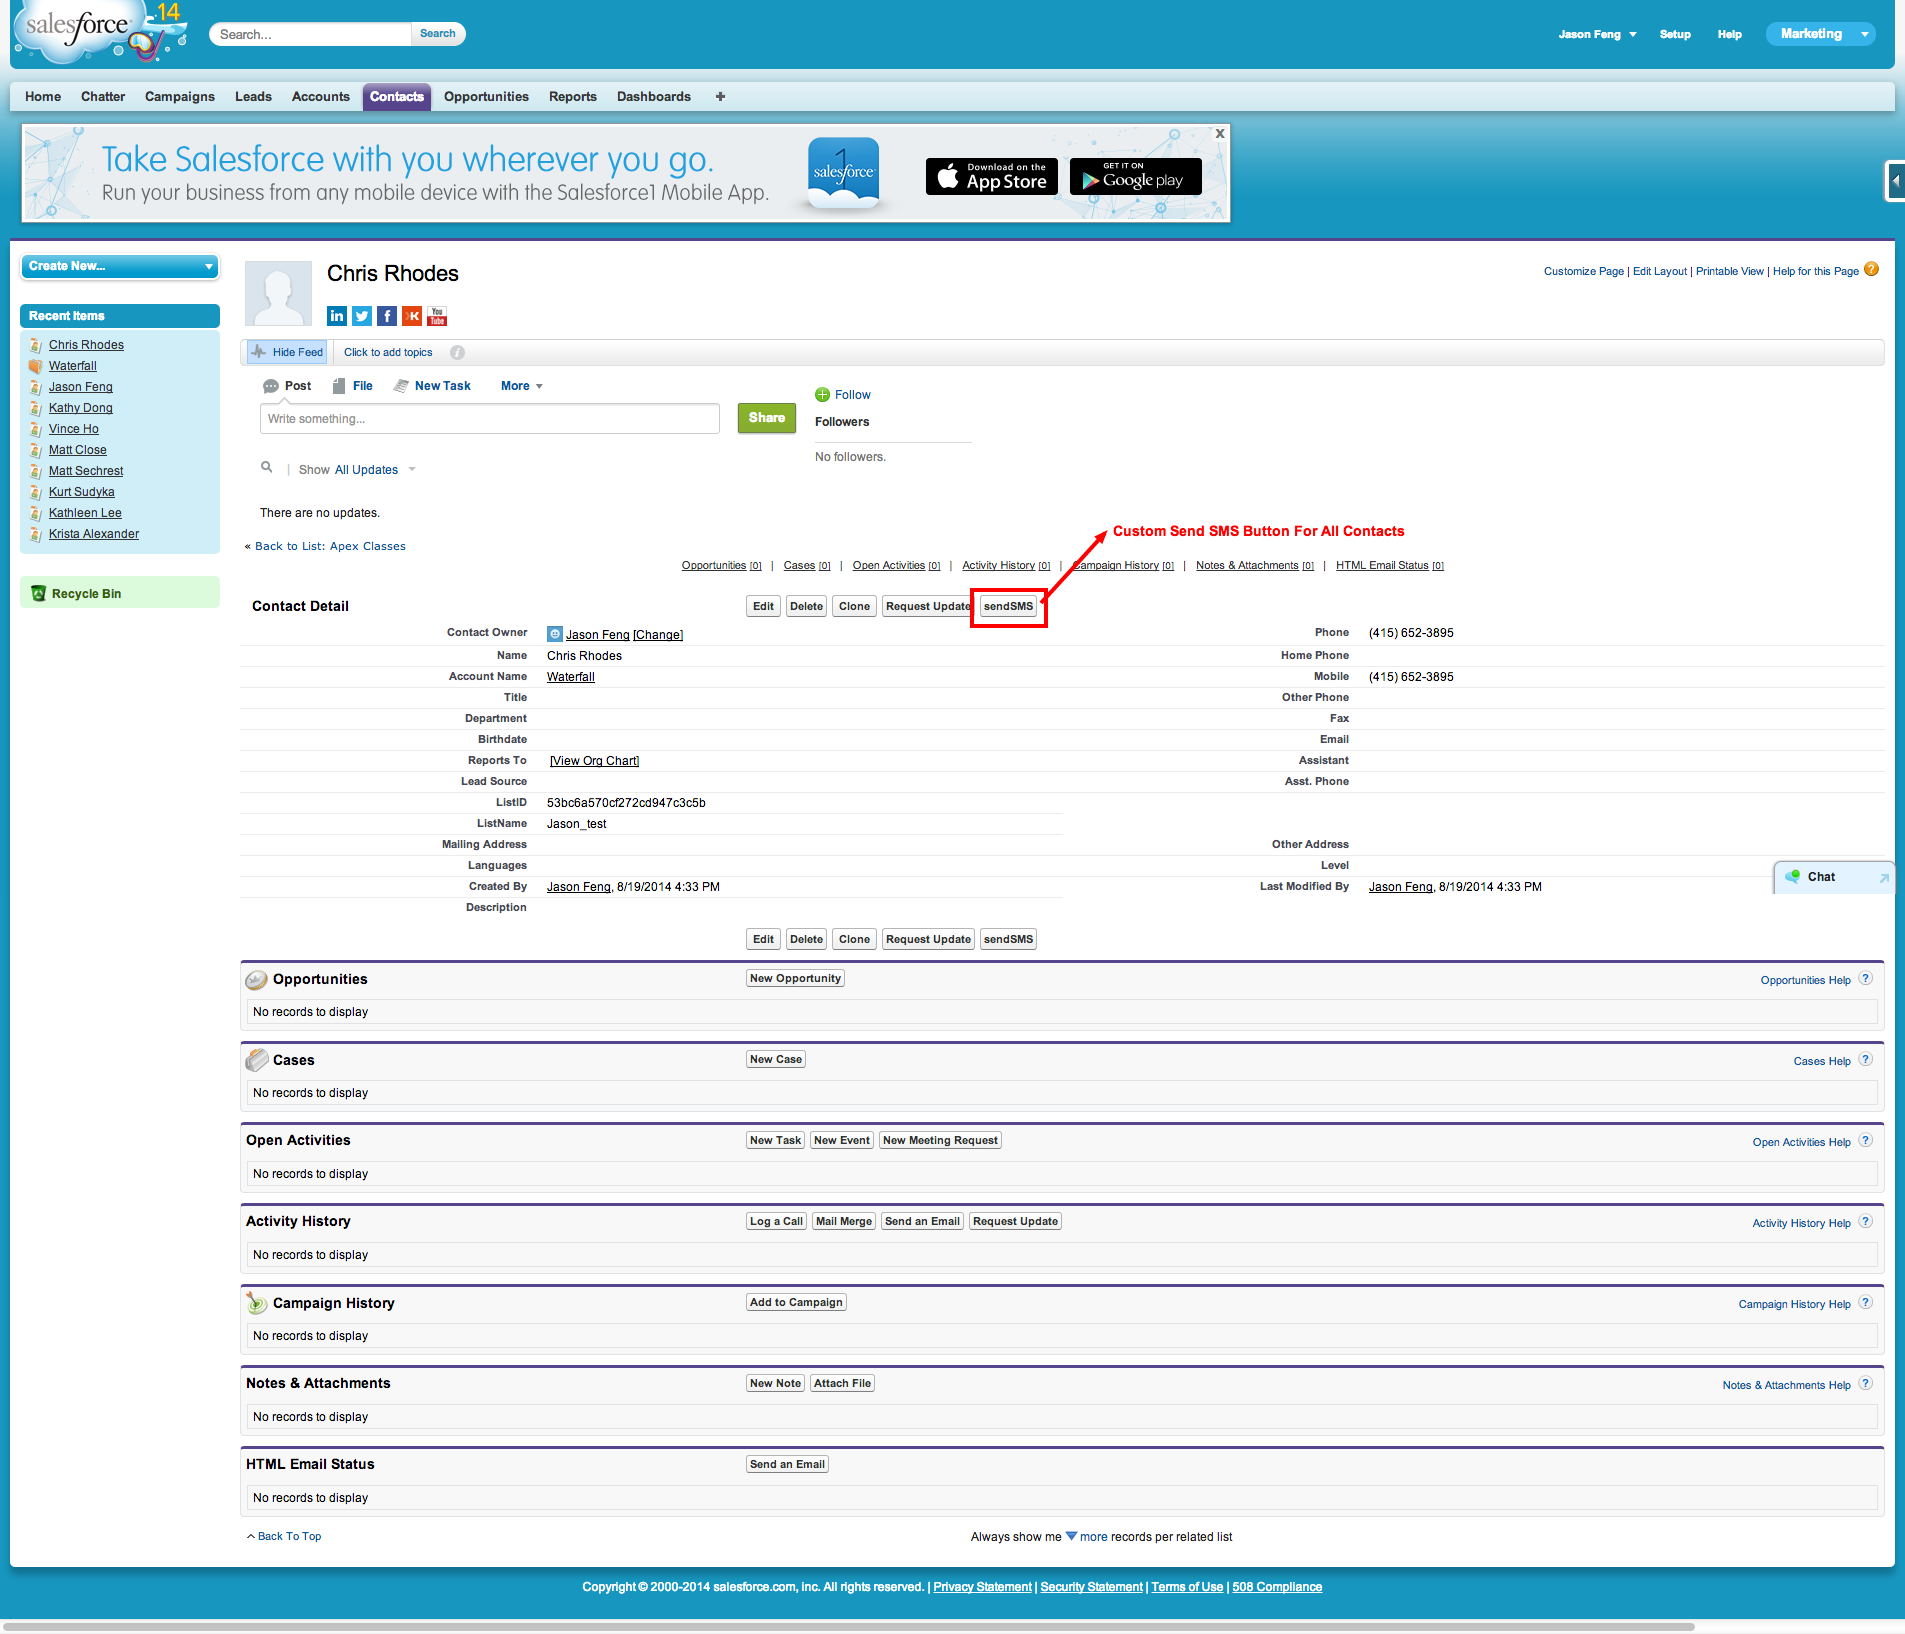 salesforce 14
Search... Search
Jason Feng Setup Help Marketing
Home Chatter Campaigns Leads Accounts Contacts Opportunities Reports Dashboards +
Take Salesforce with you wherever you go.
Run your business from any mobile device with the Salesforce1 Mobile App.
1
salesforce
Download on the
App Store
GET IT ON
Google play
X
Create New...
Recent Items
Chris Rhodes
Waterfall
Jason Feng
Kathy Dong
Vince Ho
Matt Close
Matt Sechrest
Kurt Sudyka
Kathleen Lee
Krista Alexander
Recycle Bin
Chris Rhodes
Customize Page | Edit Layout | Printable View | Help for this Page ?
in f K You Tube
Hide Feed Click to add topics i
Post File New Task More
Write something... Share
Follow
Followers
No followers.
| Show All Updates
There are no updates.
Custom Send SMS Button For All Contacts
« Back to List: Apex Classes
Opportunities [0] | Cases [0] | Open Activities [0] | Activity History [0] | Campaign History [0] | Notes & Attachments [0] | HTML Email Status [0]
Contact Detail Edit Delete Clone Request Update sendSMS
Contact Owner Jason Feng [Change] Phone (415) 652-3895
Name Chris Rhodes Home Phone
Account Name Waterfall Mobile (415) 652-3895
Title Other Phone
Department Fax
Birthdate Email
Reports To [View Org Chart] Assistant
Lead Source Asst. Phone
ListID 53bc6a570cf272cd947c3c5b
ListName Jason_test
Mailing Address Other Address
Languages Level
Created By Jason Feng, 8/19/2014 4:33 PM Last Modified By Jason Feng, 8/19/2014 4:33 PM
Description
Chat
Edit Delete Clone Request Update sendSMS
Opportunities New Opportunity Opportunities Help ?
No records to display
Cases New Case Cases Help ?
No records to display
Open Activities New Task New Event New Meeting Request Open Activities Help ?
No records to display
Activity History Log a Call Mail Merge Send an Email Request Update Activity History Help ?
No records to display
Campaign History Add to Campaign Campaign History Help ?
No records to display
Notes & Attachments New Note Attach File Notes & Attachments Help ?
No records to display
HTML Email Status Send an Email
No records to display
Back To Top Always show me more records per related list
Copyright © 2000-2014 salesforce.com, inc. All rights reserved. | Privacy Statement | Security Statement | Terms of Use | 508 Compliance